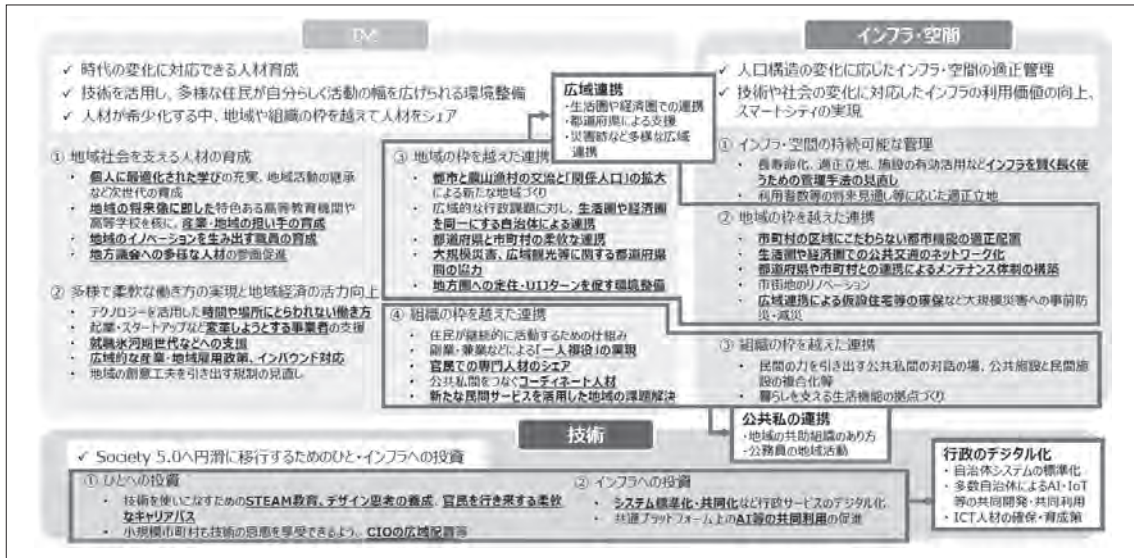 インフラ・空間
✓ 時代の変化に対応できる人材育成
✓ 技術を活用し、多様な住民が自分らしく活動の幅を広げられる環境整備
✓ 人材が希少化する中、地域や組織の枠を越えて人材をシェア
広域連携
・生活圏や経済圏での連携
・都道府県による支援
・災害時など多様な広域
連携
✓ 人口構造の変化に応じたインフラ・空間の適正管理
✓ 技術や社会の変化に対応したインフラの利用価値の向上、
スマートシティの実現
① 地域社会を支える人材の育成
・ 個人に最適化された学びの充実、地域活動の継承
など次世代の育成
・ 地域の将来像に即した特色ある高等教育機関や
高等学校を核に、産業・地域の担い手の育成
・ 地域のイノベーションを生み出す職員の育成
・ 地方議会への多様な人材の参画促進
② 多様で柔軟な働き方の実現と地域経済の活力向上
・ テクノロジーを活用した時間や場所にとらわれない働き方
・ 起業・スタートアップなど変革しようとする事業者の支援
・ 就職氷河期世代などへの支援
・ 広域的な産業・地域雇用政策、インバウンド対応
・ 地域の創意工夫を引き出す規制の見直し
③ 地域の枠を越えた連携
・ 都市と農山漁村の交流と「関係人口」の拡大
による新たな地域づくり
・ 広域的な行政課題に対し、生活圏や経済圏
を同一にする自治体による連携
・ 都道府県と市町村の柔軟な連携
・ 大規模災害、広域観光等に関する都道府県
間の協力
・ 地方圏への定住・UIJターンを促す環境整備
④ 組織の枠を越えた連携
・ 住民が継続的に活動するための仕組み
・ 副業・兼業などによる「一人複役」の実現
・ 官民での専門人材のシェア
・ 公共私間をつなぐコーディネート人材
・ 新たな民間サービスを活用した地域の課題解決
① インフラ・空間の持続可能な管理
・ 長寿命化、適正立地、施設の有効活用などインフラを賢く長く使
うための管理手法の見直し
・ 利用者数等の将来見通し等に応じた適正立地
② 地域の枠を越えた連携
・ 市町村の区域にこだわらない都市機能の適正配置
・ 生活圏や経済圏での公共交通のネットワーク化
・ 都道府県や市町村との連携によるメンテナンス体制の構築
・ 市街地のリノベーション
・ 広域連携による仮設住宅等の確保など大規模災害への事前防
災・減災
③ 組織の枠を越えた連携
・ 民間の力を引き出す公共私間の対話の場、公共施設と民間施
設の複合化等
・ 暮らしを支える生活機能の拠点づくり
公共私の連携
・地域の共助組織のあり方
・公務員の地域活動
技術
✓ Society 5.0へ円滑に移行するためのひと・インフラへの投資
① ひとへの投資
・ 技術を使いこなすためのSTEAM教育、デザイン思考の養成、官民を行き来する柔軟
なキャリアパス
・ 小規模市町村も技術の恩恵を享受できるよう、CIOの広域配置等
② インフラへの投資
・ システム標準化・共同化など行政サービスのデジタル化
・ 共通プラットフォーム上のAI等の共同利用の促進
行政のデジタル化
・自治体システムの標準化
・多数自治体によるAI・IoT
等の共同開発・共同利用
・ICT人材の確保・育成策